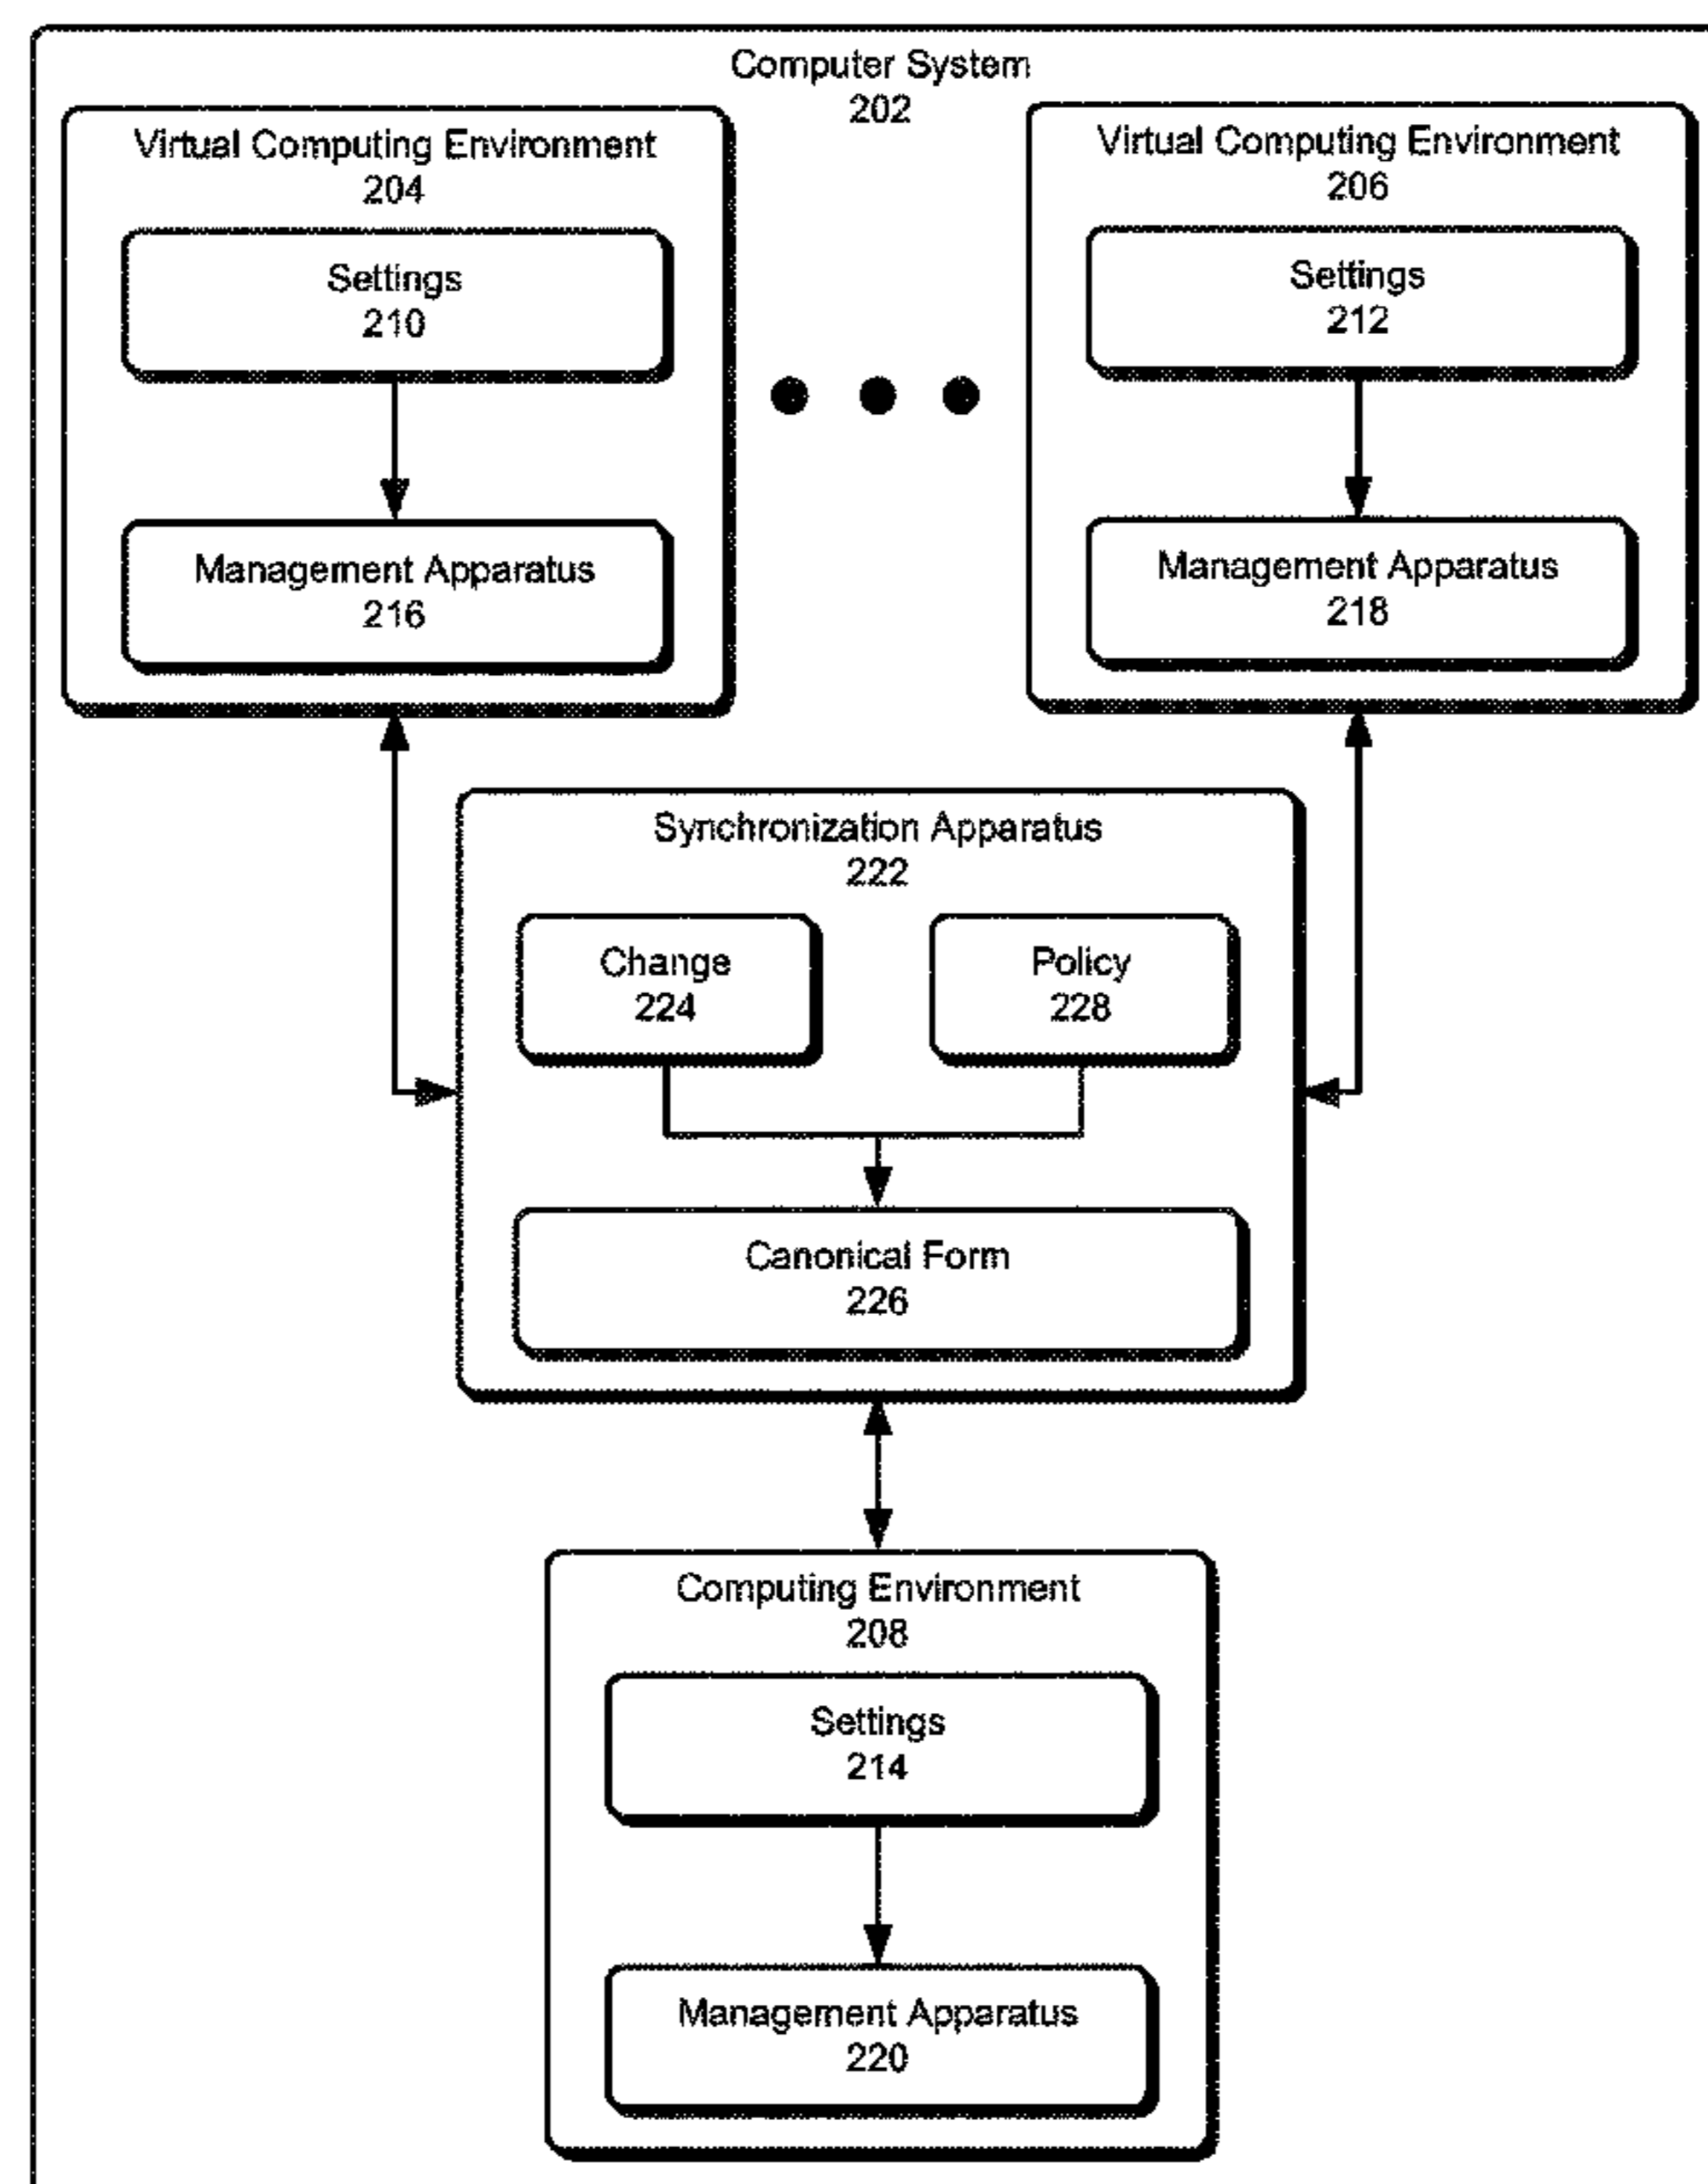 Computer System
202
Virtual Computing Environment
204
Settings
210
Management Apparatus
216
Virtual Computing Environment
206
Settings
212
Management Apparatus
218
Synchronization Apparatus
222
Change
224
Policy
228
Canonical Form
226
Computing Environment
208
Settings
214
Management Apparatus
220